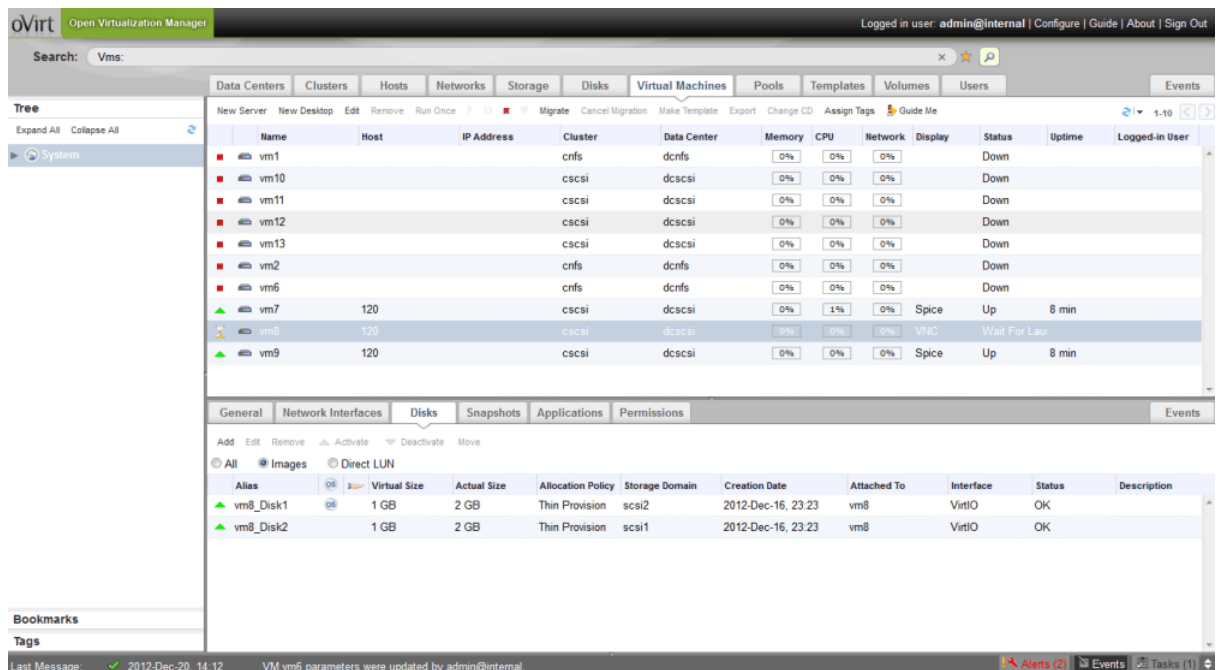 oVirt Open Virtualization Manager Logged in user: admin@internal | Configure | Guide | About | Sign Out
Search: Vms:
Data Centers Clusters Hosts Networks Storage Disks Virtual Machines Pools Templates Volumes Users Events
Tree
Expand All Collapse All
System
New Server New Desktop Edit Remove Run Once Migrate Cancel Migration Make Template Export Change CD Assign Tags Guide Me 1-10
Name Host IP Address Cluster Data Center Memory CPU Network Display Status Uptime Logged-in User
vm1 cnfs dcnfs 0% 0% 0% Down
vm10 cscsi dcscsi 0% 0% 0% Down
vm11 cscsi dcscsi 0% 0% 0% Down
vm12 cscsi dcscsi 0% 0% 0% Down
vm13 cscsi dcscsi 0% 0% 0% Down
vm2 cnfs dcnfs 0% 0% 0% Down
vm6 cnfs dcnfs 0% 0% 0% Down
vm7 120 cscsi dcscsi 0% 1% 0% Spice Up 8 min
vm8 120 cscsi dcscsi 0% 0% 0% VNC Wait For Lau
vm9 120 cscsi dcscsi 0% 0% 0% Spice Up 8 min
General Network Interfaces Disks Snapshots Applications Permissions Events
Add Edit Remove Activate Deactivate Move
All Images Direct LUN
Alias OS Virtual Size Actual Size Allocation Policy Storage Domain Creation Date Attached To Interface Status Description
vm8_Disk1 OS 1 GB 2 GB Thin Provision scsi2 2012-Dec-16, 23:23 vm8 VirtIO OK
vm8_Disk2 1 GB 2 GB Thin Provision scsi1 2012-Dec-16, 23:23 vm8 VirtIO OK
Bookmarks
Tags
Last Message: 2012-Dec-20, 14:12 VM vm6 parameters were updated by admin@internal. Alerts (2) Events Tasks (1)